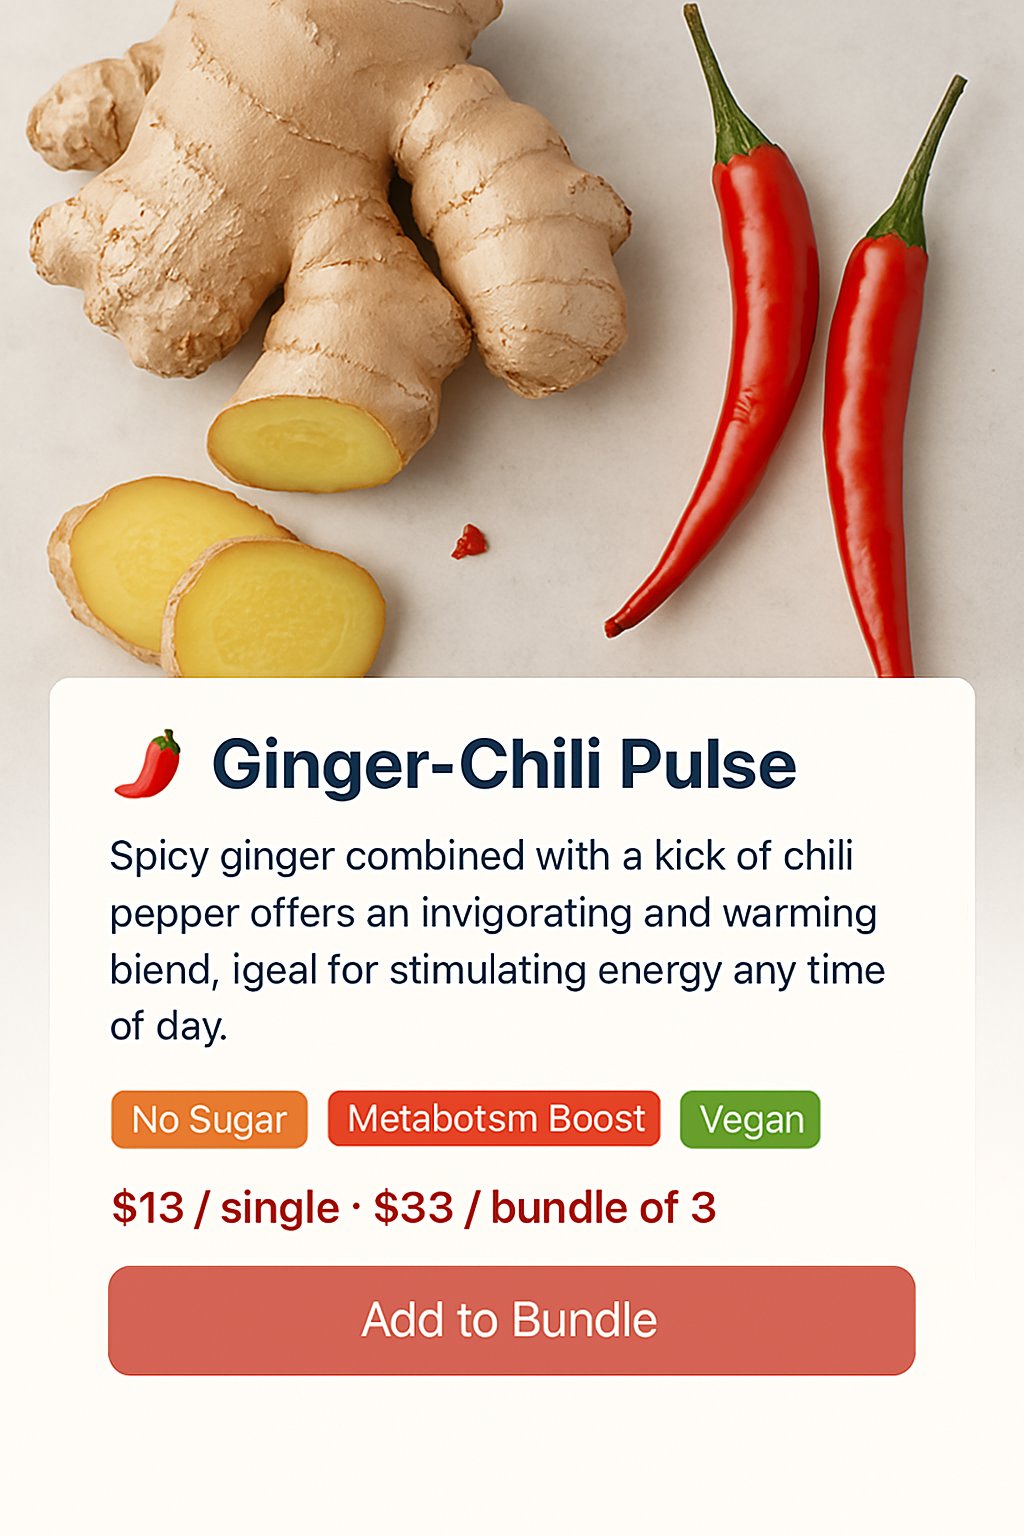 🌶️ Ginger-Chili Pulse
Spicy ginger combined with a kick of chili
pepper offers an invigorating and warming
biend, igeal for stimulating energy any time
of day.
No Sugar Metabotsm Boost Vegan
$13 / single · $33 / bundle of 3
Add to Bundle